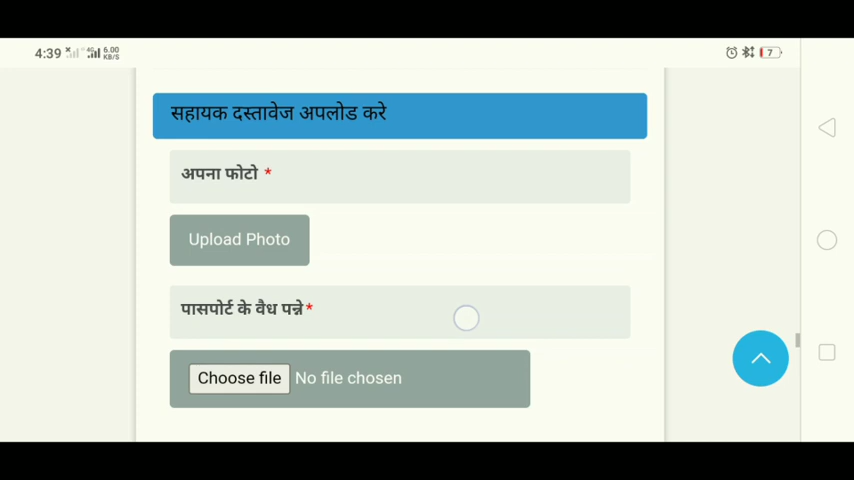 4:39 4G 6.00
KB/S
7
सहायक दस्तावेज अपलोड करे
अपना फोटो *
Upload Photo
पासपोर्ट के वैध पन्ने*
Choose file No file chosen